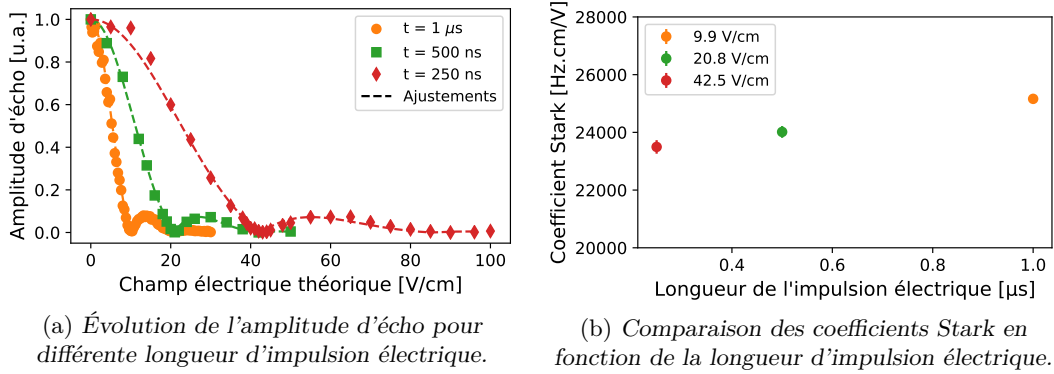 Amplitude d'écho [u.a.]
1.0
0.8
0.6
0.4
0.2
0.0
t = 1 μs
t = 500 ns
t = 250 ns
Ajustements
0 20 40 60 80 100
Champ électrique théorique [V/cm]
(a) Évolution de l'amplitude d'écho pour
différente longueur d'impulsion électrique.
Coefficient Stark [Hz.cm/V]
28000
26000
24000
22000
20000
9.9 V/cm
20.8 V/cm
42.5 V/cm
0.4 0.6 0.8 1.0
Longueur de l'impulsion électrique [μs]
(b) Comparaison des coefficients Stark en
fonction de la longueur d'impulsion électrique.